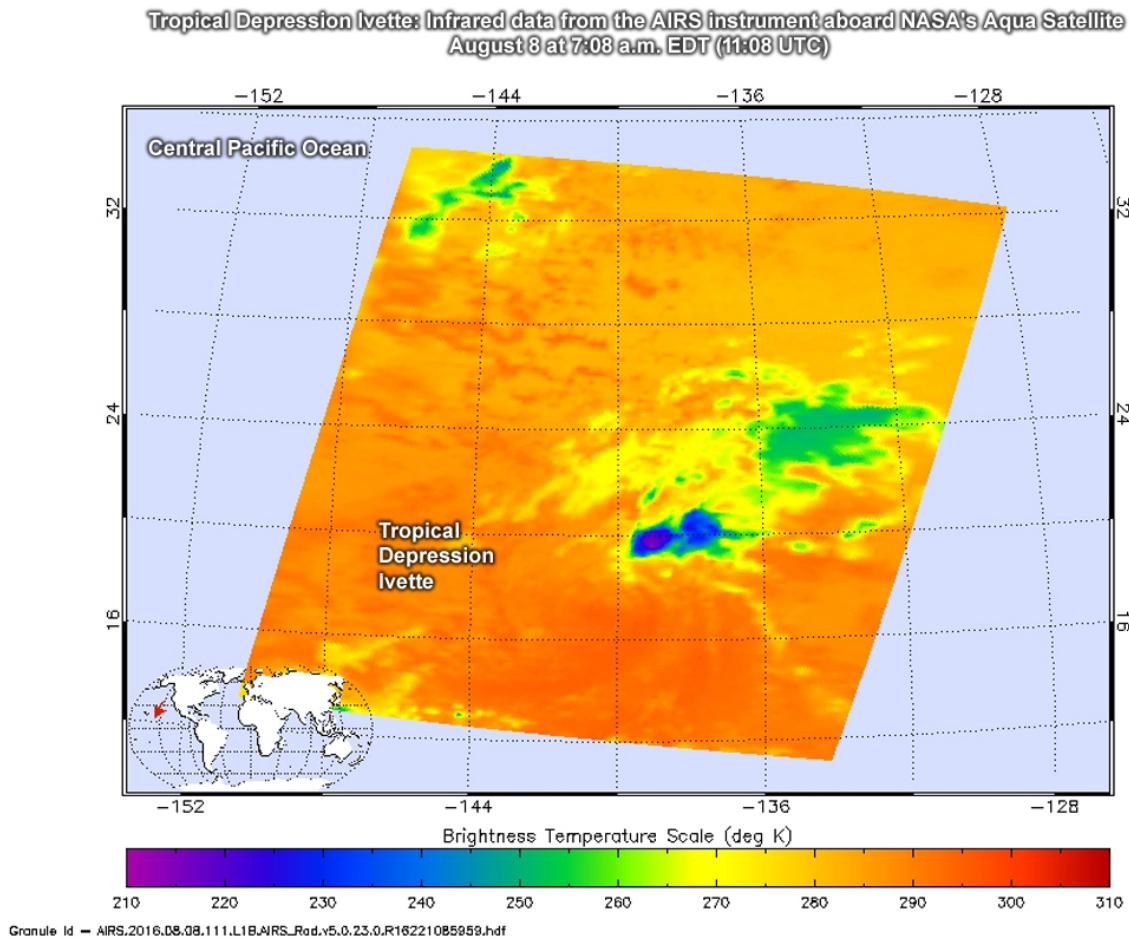 Tropical Depression Ivette: Infrared data from the AIRS instrument aboard NASA's Aqua Satellite
August 8 at 7:08 a.m. EDT (11:08 UTC)
-152 -144 -136 -128
Central Pacific Ocean
32 32
24 24
Tropical
Depression
Ivette
16 16
-152 -144 -136 -128
Brightness Temperature Scale (deg K)
210 220 230 240 250 260 270 280 290 300 310
Granule Id – AIRS.2016.08.08.111.L1B.AIRS_Rad.v5.0.23.0.R16221085959.hdf